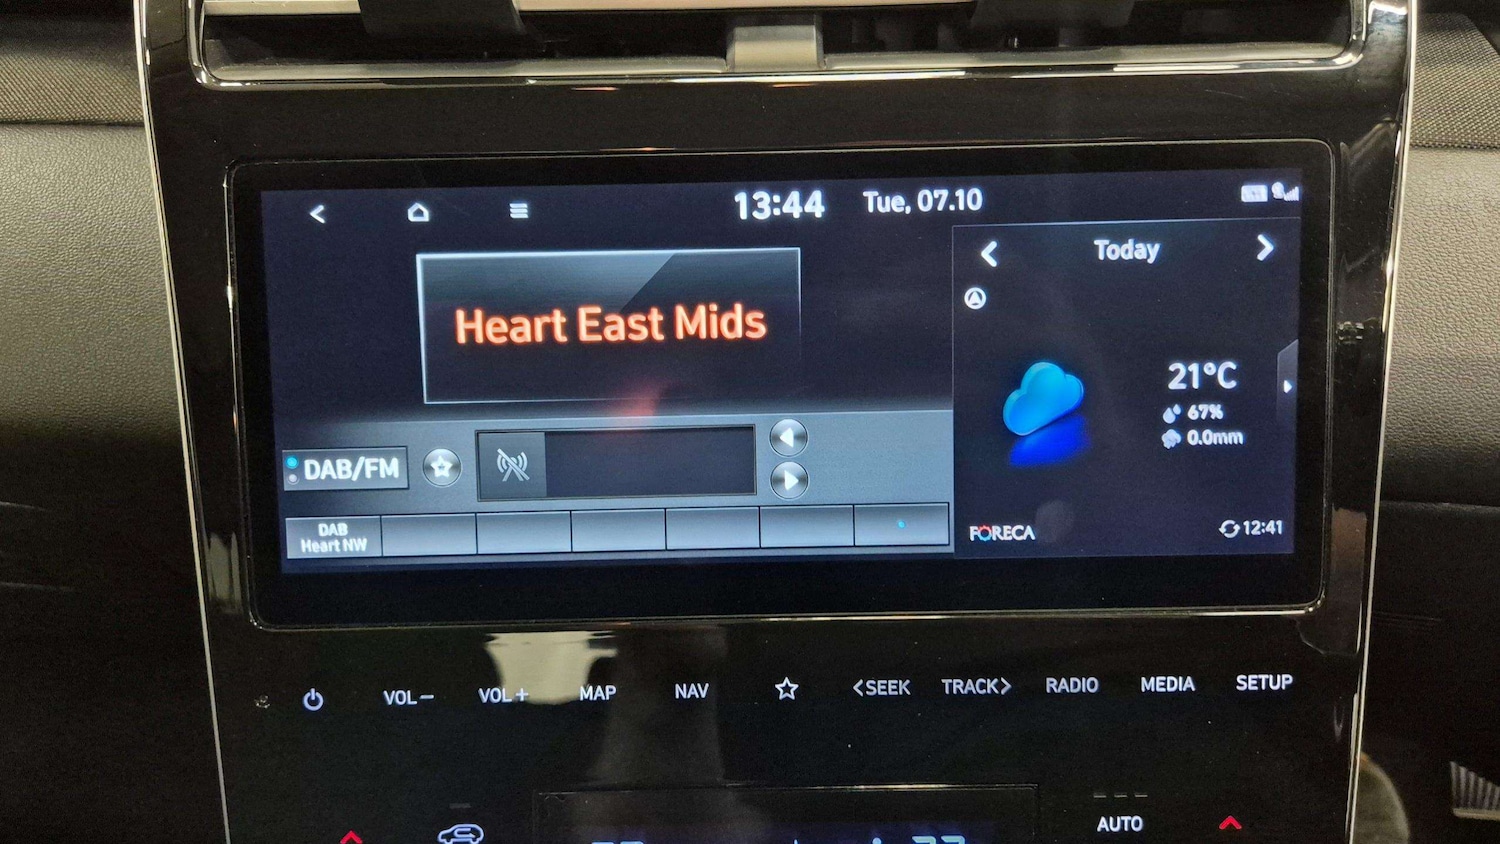 13:44
Tue, 07.10
Today
Heart East Mids
21°C
67%
0.0mm
DAB/FM
DAB
Heart NW
FORECA
12:41
VOL−
VOL+
MAP
NAV
<SEEK
TRACK>
RADIO
MEDIA
SETUP
AUTO